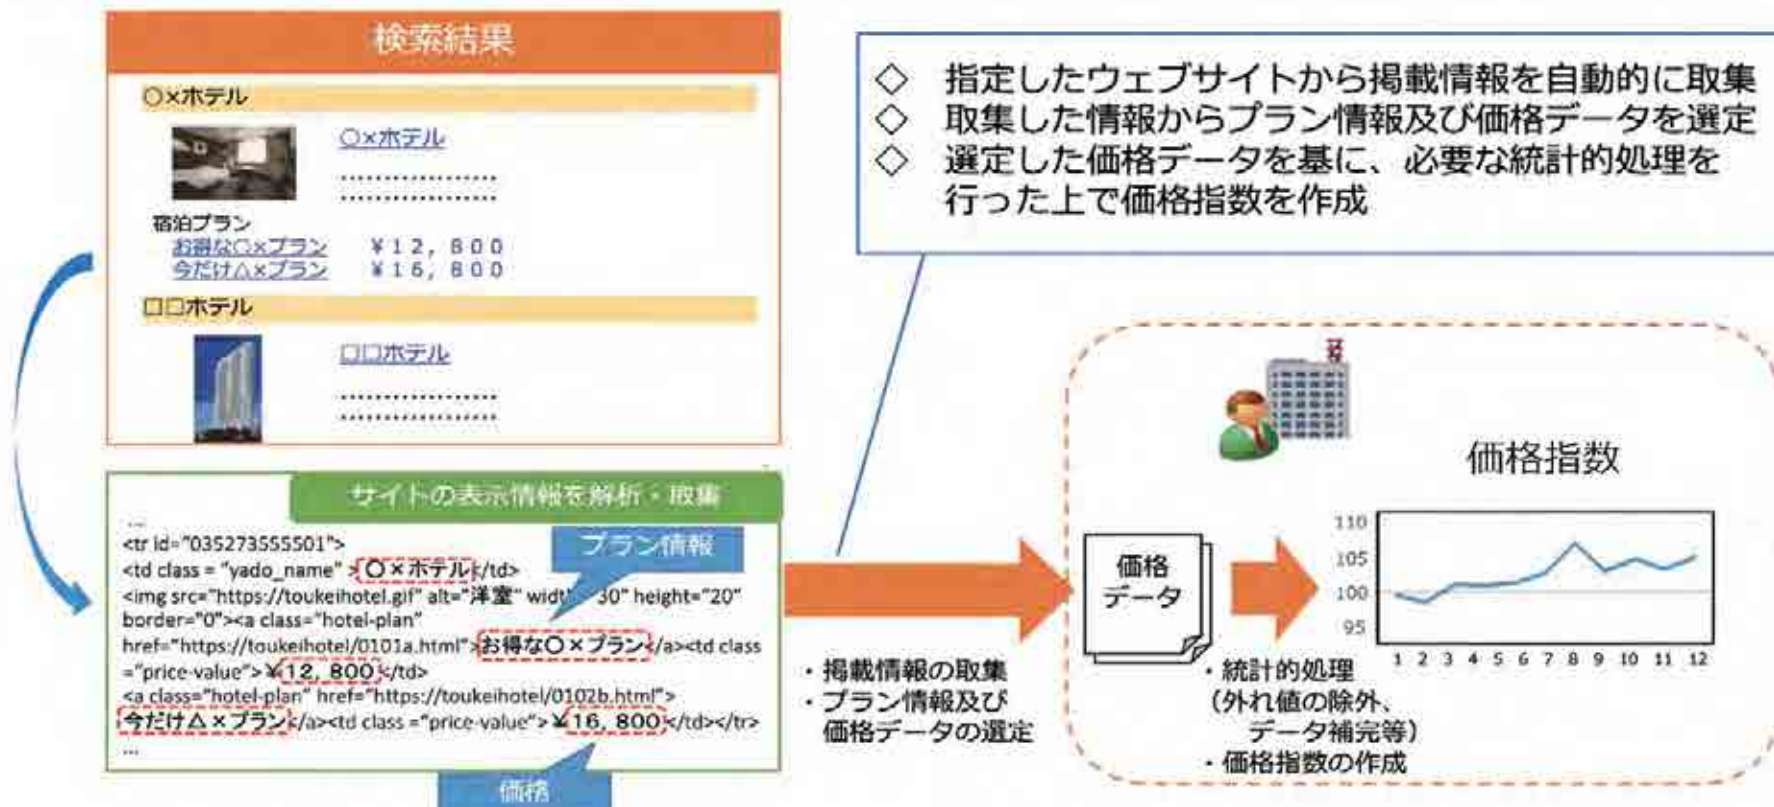 検索結果
○×ホテル
○×ホテル
………………
………………
宿泊プラン
お得な○×プラン ¥12,800
今だけ△×プラン ¥16,800
□□ホテル
□□ホテル
………………
………………
◇ 指定したウェブサイトから掲載情報を自動的に取集
◇ 取集した情報からプラン情報及び価格データを選定
◇ 選定した価格データを基に、必要な統計的処理を
行った上で価格指数を作成
サイトの表示情報を解析・取集
プラン情報
...
<tr id="035273555501">
<td class = "yado_name" >○×ホテル</td>
<img src="https://toukeihotel.gif" alt="洋室" width 30" height="20"
border="0"><a class="hotel-plan"
href="https://toukeihotel/0101a.html">お得な○×プラン</a><td class
="price-value">¥12,800</td>
<a class="hotel-plan" href="https://toukeihotel/0102b.html">
今だけ△×プラン</a><td class ="price-value">¥16,800</td></tr>
...
価格
・掲載情報の取集
・プラン情報及び
価格データの選定
価格
データ
・統計的処理
（外れ値の除外、
データ補完等）
・価格指数の作成
価格指数
110
105
100
95
1 2 3 4 5 6 7 8 9 10 11 12